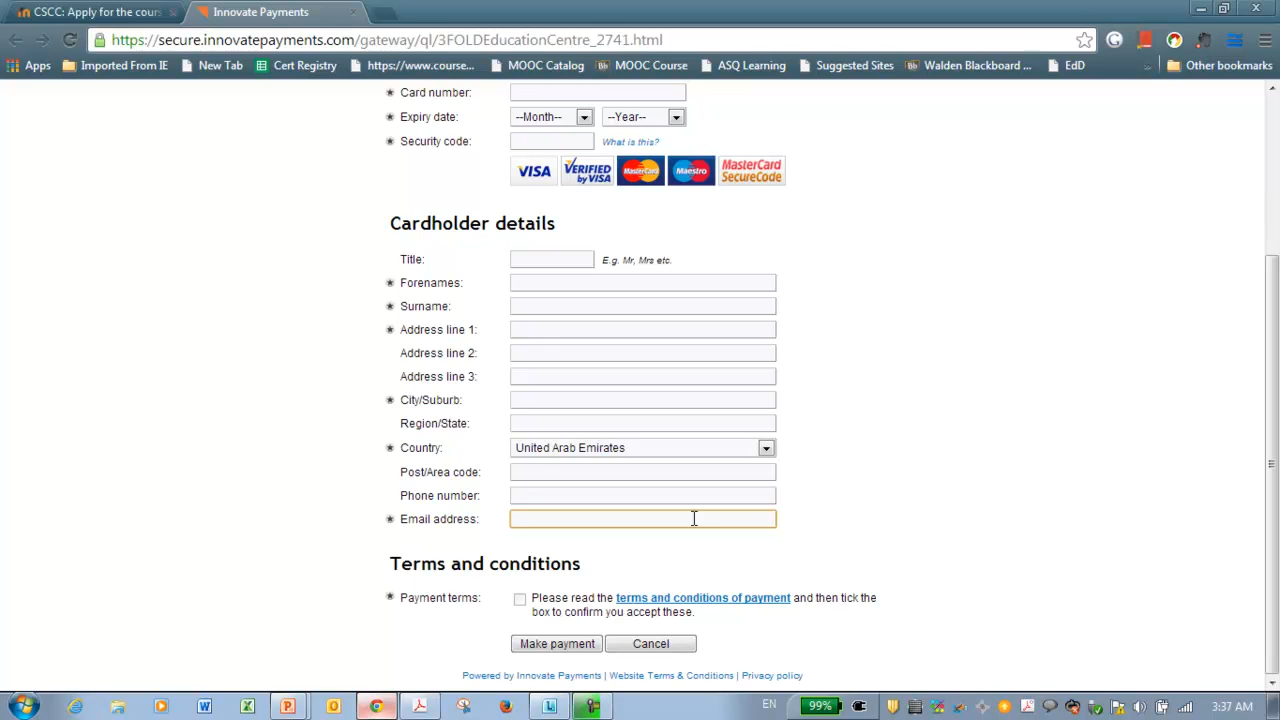 CSCC: Apply for the cours
Innovate Payments
https://secure.innovatepayments.com/gateway/ql/3FOLDEducationCentre_2741.html
Apps Imported From IE New Tab Cert Registry https://www.course... MOOC Catalog MOOC Course ASQ Learning Suggested Sites Walden Blackboard ... EdD » Other bookmarks
Card number:
Expiry date: --Month-- --Year--
Security code: What is this?
VISA VERIFIED by VISA MasterCard Maestro MasterCard SecureCode
Cardholder details
Title: E.g. Mr, Mrs etc.
Forenames:
Surname:
Address line 1:
Address line 2:
Address line 3:
City/Suburb:
Region/State:
Country: United Arab Emirates
Post/Area code:
Phone number:
Email address:
Terms and conditions
Payment terms: Please read the terms and conditions of payment and then tick the
box to confirm you accept these.
Make payment Cancel
Powered by Innovate Payments | Website Terms & Conditions | Privacy policy
EN 99% 3:37 AM